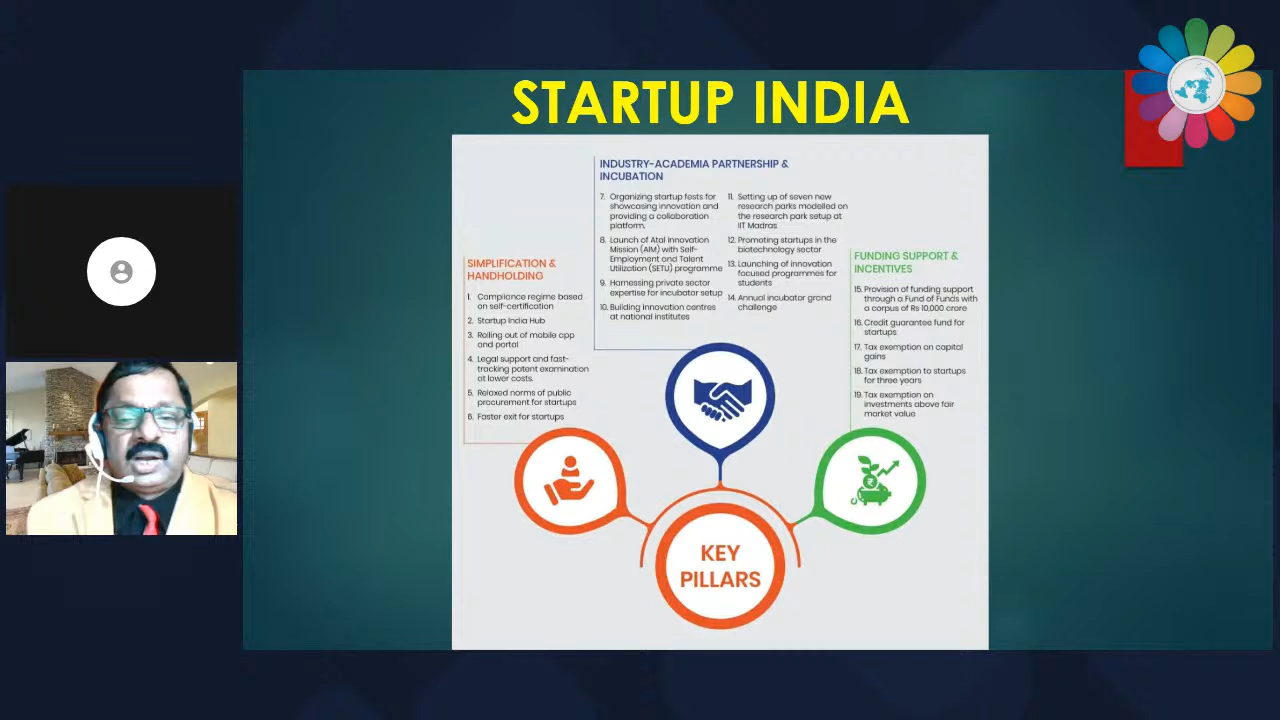 STARTUP INDIA
INDUSTRY-ACADEMIA PARTNERSHIP &
INCUBATION
7. Organizing startup fests for
showcasing innovation and
providing a collaboration
platform.
8. Launch of Atal Innovation
Mission (AIM) with Self-
Employment and Talent
Utilization (SETU) programme
9. Harnessing private sector
expertise for incubator setup
10. Building innovation centres
at national institutes
11. Setting up of seven new
research parks modelled on
the research park setup at
IIT Madras
12. Promoting startups in the
biotechnology sector
13. Launching of innovation
focused programmes for
students
14. Annual incubator grand
challenge
SIMPLIFICATION &
HANDHOLDING
1. Compliance regime based
on self-certification
2. Startup India Hub
3. Rolling out of mobile app
and portal
4. Legal support and fast-
tracking patent examination
at lower costs.
5. Relaxed norms of public
procurement for startups
6. Faster exit for startups
FUNDING SUPPORT &
INCENTIVES
15. Provision of funding support
through a Fund of Funds with
a corpus of Rs 10,000 crore
16. Credit guarantee fund for
startups
17. Tax exemption on capital
gains
18. Tax exemption to startups
for three years
19. Tax exemption on
investments above fair
market value
₹
KEY
PILLARS